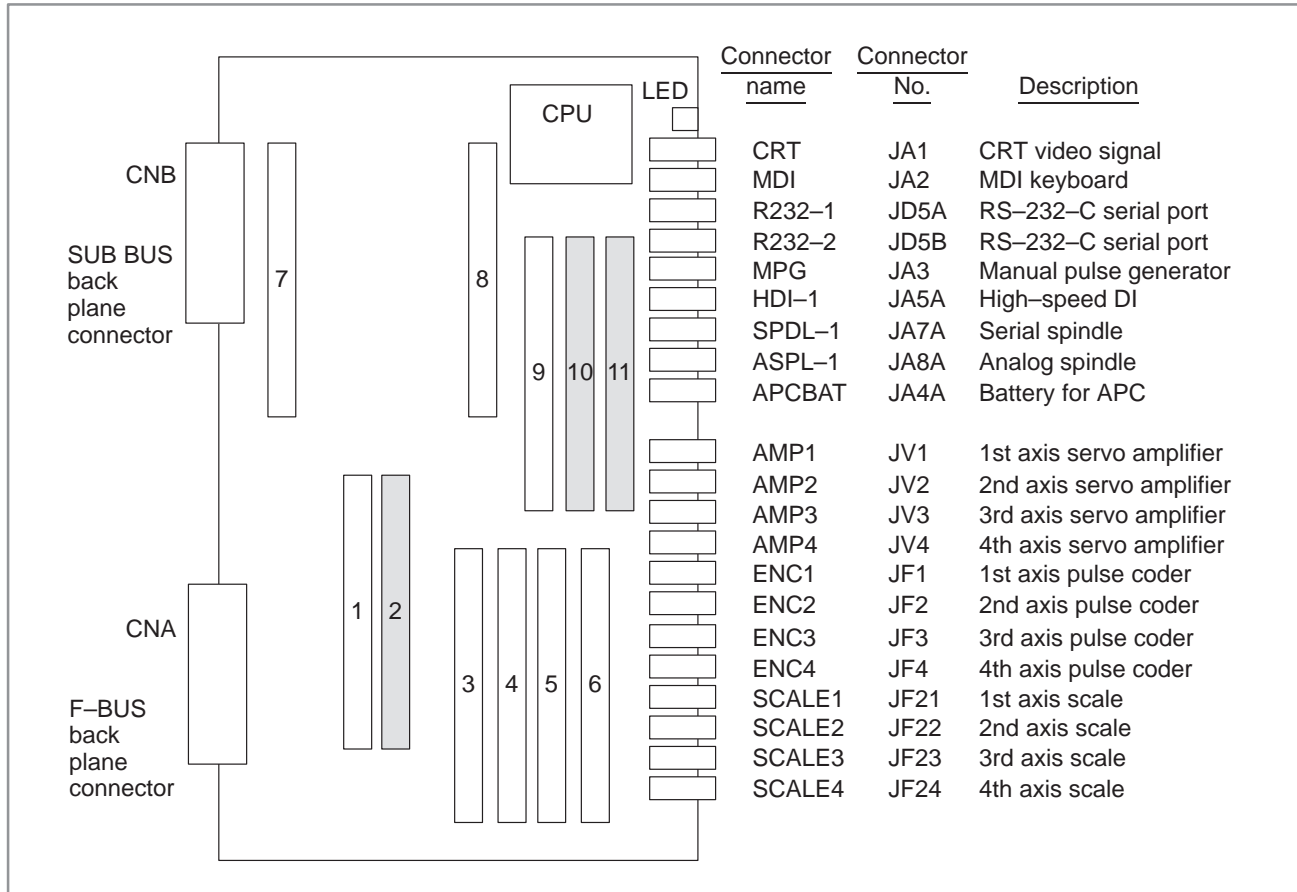 Connector name
Connector No.
Description
LED
CPU
CNB
SUB BUS
back
plane
connector
7
8
9
10
11
1
2
3
4
5
6
CNA
F–BUS
back
plane
connector
CRT JA1 CRT video signal
MDI JA2 MDI keyboard
R232–1 JD5A RS–232–C serial port
R232–2 JD5B RS–232–C serial port
MPG JA3 Manual pulse generator
HDI–1 JA5A High–speed DI
SPDL–1 JA7A Serial spindle
ASPL–1 JA8A Analog spindle
APCBAT JA4A Battery for APC
AMP1 JV1 1st axis servo amplifier
AMP2 JV2 2nd axis servo amplifier
AMP3 JV3 3rd axis servo amplifier
AMP4 JV4 4th axis servo amplifier
ENC1 JF1 1st axis pulse coder
ENC2 JF2 2nd axis pulse coder
ENC3 JF3 3rd axis pulse coder
ENC4 JF4 4th axis pulse coder
SCALE1 JF21 1st axis scale
SCALE2 JF22 2nd axis scale
SCALE3 JF23 3rd axis scale
SCALE4 JF24 4th axis scale